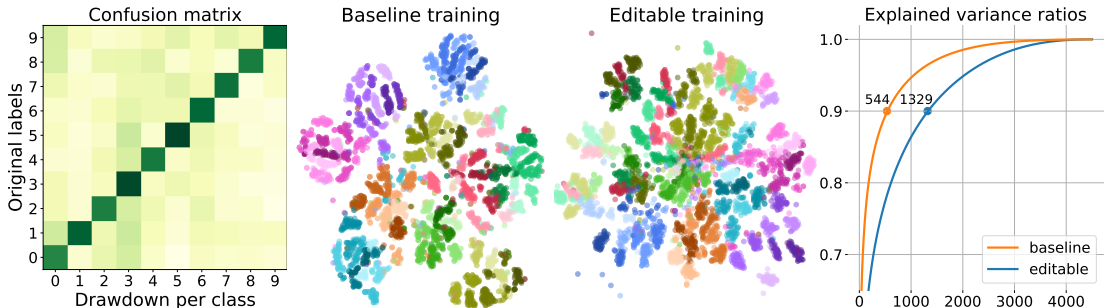 Confusion matrix
Original labels
9
8
7
6
5
4
3
2
1
0
0 1 2 3 4 5 6 7 8 9
Drawdown per class
Baseline training
Editable training
Explained variance ratios
1.0
0.9
0.8
0.7
544
1329
baseline
editable
0 1000 2000 3000 4000